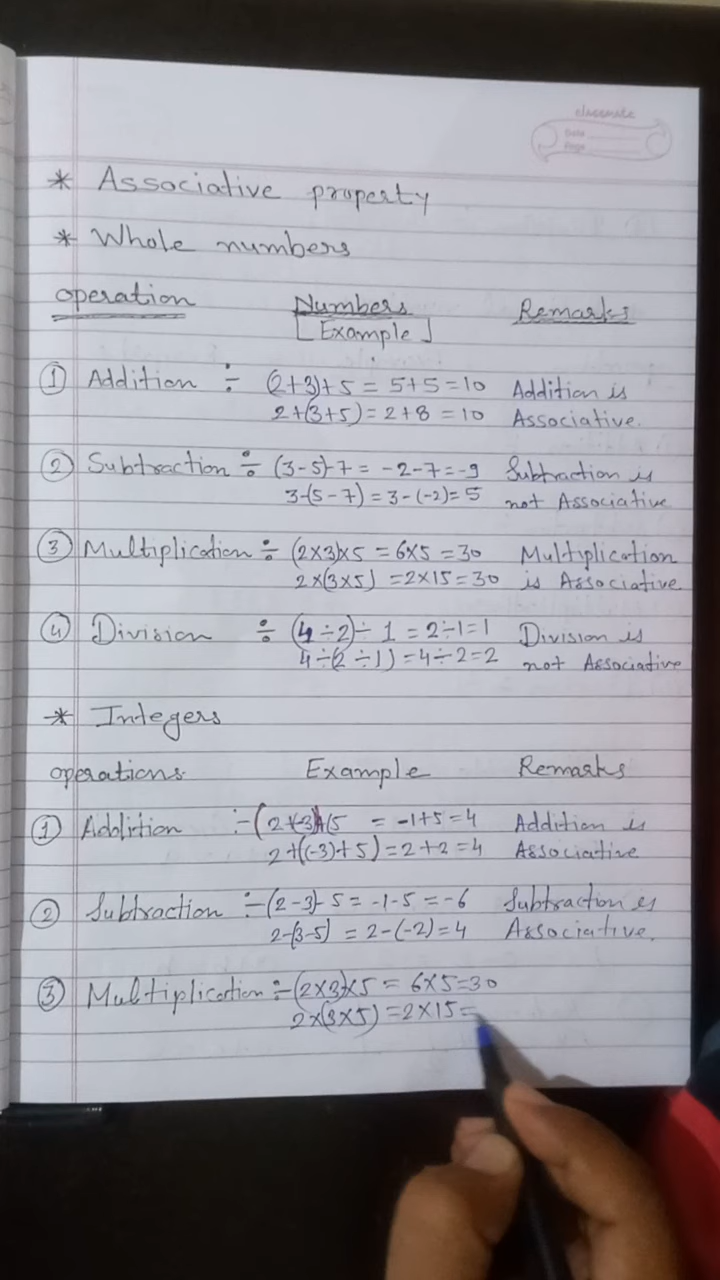 classmate
Date
Page
* Associative property
* Whole numbers
operation Numbers Remarks
[Example]
① Addition ÷ (2+3)+5 = 5+5=10 Addition is
2+(3+5)=2+8=10 Associative.
② Subtraction ÷ (3-5)-7 = -2-7=-9 Subtraction is
3-(5-7)=3-(-2)=5 not Associative
③ Multiplication ÷ (2×3)×5 =6×5=30 Multiplication
2×(3×5) =2×15=30 is Associative
④ Division ÷ (4÷2)÷1 =2÷1=1 Division is
4÷(2÷1)=4÷2=2 not Associative
* Integers
operations Example Remarks
① Addition ÷ (2+(-3)+5 = -1+5=4 Addition is
2+((-3)+5)=2+2=4 Associative
② Subtraction ÷ (2-3)-5= -1-5 =-6 Subtraction is
2-(3-5) = 2-(-2)=4 Associative.
③ Multiplication ÷ (2×3)×5 = 6×5=30
2×(3×5) =2×15=